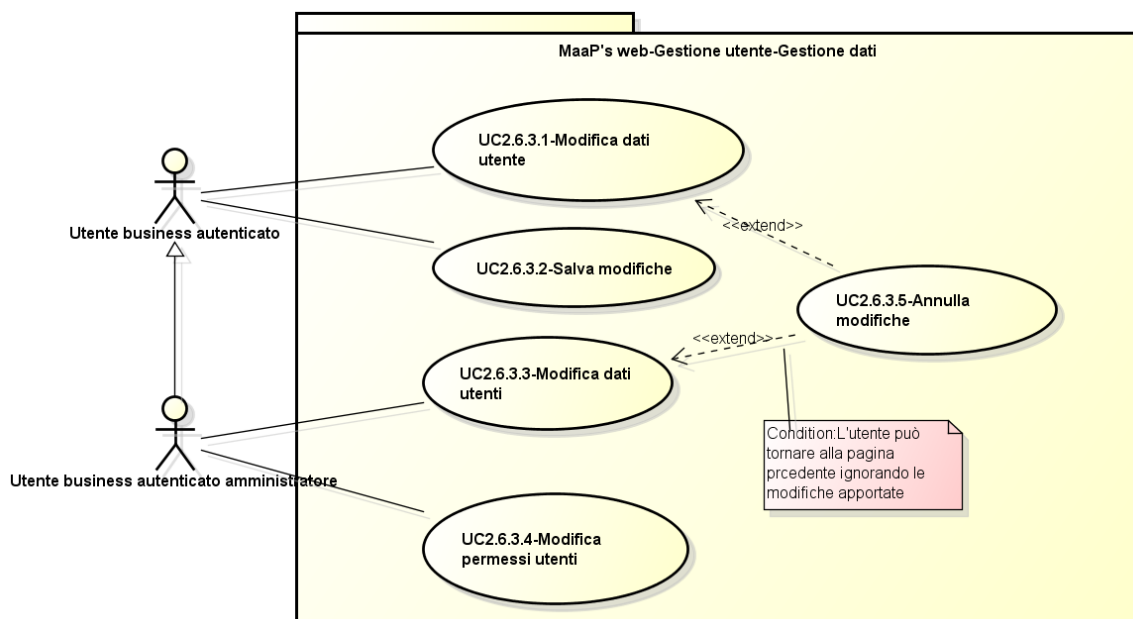 MaaP's web-Gestione utente-Gestione dati
UC2.6.3.1-Modifica dati
utente
Utente business autenticato
<<extend>>
UC2.6.3.2-Salva modifiche
UC2.6.3.5-Annulla
modifiche
<<extend>>
UC2.6.3.3-Modifica dati
utenti
Condition:L'utente può
tornare alla pagina
prcedente ignorando le
modifiche apportate
Utente business autenticato amministratore
UC2.6.3.4-Modifica
permessi utenti